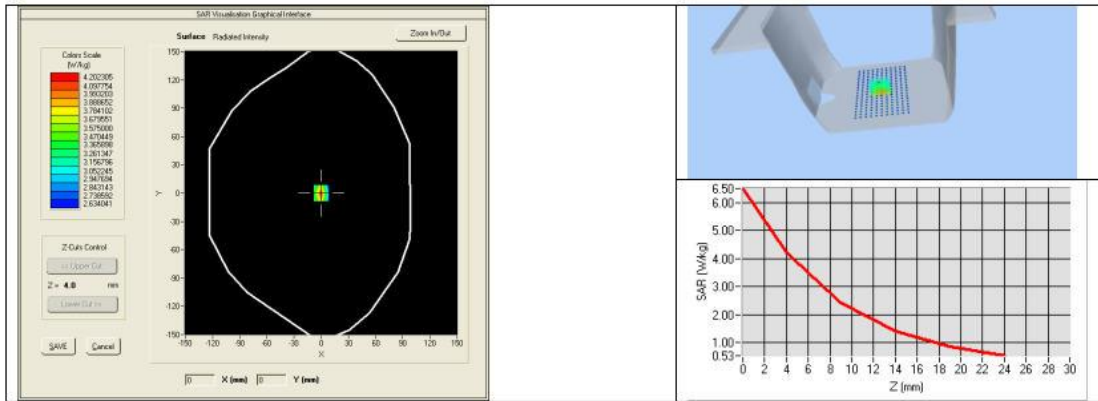 SAR Visualisation Graphical Interface
Surface Radiated Intensity
Zoom In/Out
Colors Scale
(W/kg)
4.202305
4.097754
3.993203
3.888652
3.784102
3.679551
3.575000
3.470449
3.365898
3.261347
3.156796
3.052245
2.947694
2.843143
2.738592
2.634041
Z-Cuts Control
<< Upper Cut
Z = 4.0 mm
Lower Cut >>
SAVE Cancel
150
120
90
60
30
Y 0
-30
-60
-90
-120
-150
-150 -120 -90 -60 -30 0 30 60 90 120 150
X
0 X (mm) 0 Y (mm)
SAR (W/kg)
6.50
6.00
5.00
4.00
3.00
2.00
1.00
0.53
0 2 4 6 8 10 12 14 16 18 20 22 24 26 28 30
Z (mm)